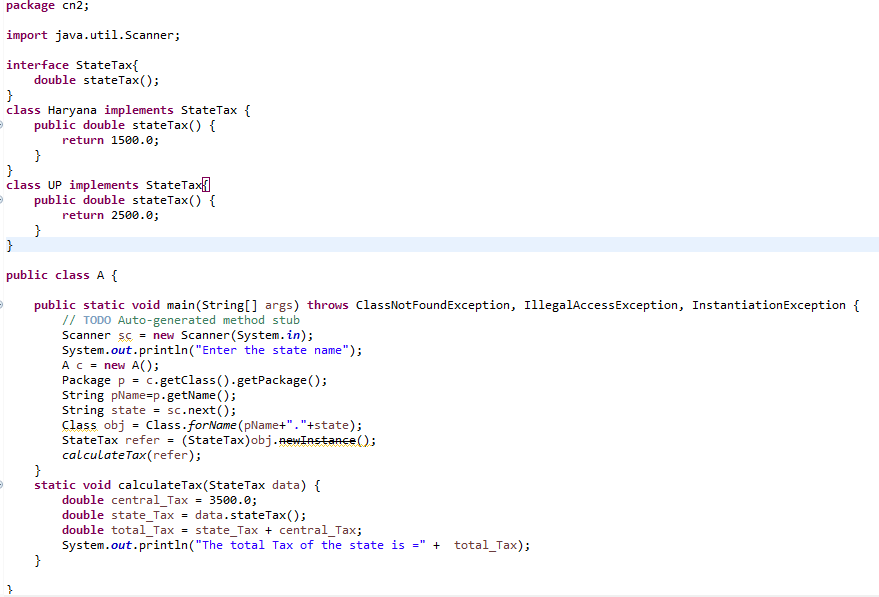 package cn2;
import java.util.Scanner;
interface StateTax{
    double stateTax();
}
class Haryana implements StateTax {
    public double stateTax() {
        return 1500.0;
    }
}
class UP implements StateTax{
    public double stateTax() {
        return 2500.0;
    }
}
public class A {
    public static void main(String[] args) throws ClassNotFoundException, IllegalAccessException, InstantiationException {
        // TODO Auto-generated method stub
        Scanner sc = new Scanner(System.in);
        System.out.println("Enter the state name");
        A c = new A();
        Package p = c.getClass().getPackage();
        String pName=p.getName();
        String state = sc.next();
        Class obj = Class.forName(pName+"."+state);
        StateTax refer = (StateTax)obj.newInstance();
        calculateTax(refer);
    }
    static void calculateTax(StateTax data) {
        double central_Tax = 3500.0;
        double state_Tax = data.stateTax();
        double total_Tax = state_Tax + central_Tax;
        System.out.println("The total Tax of the state is =" +  total_Tax);
    }
}